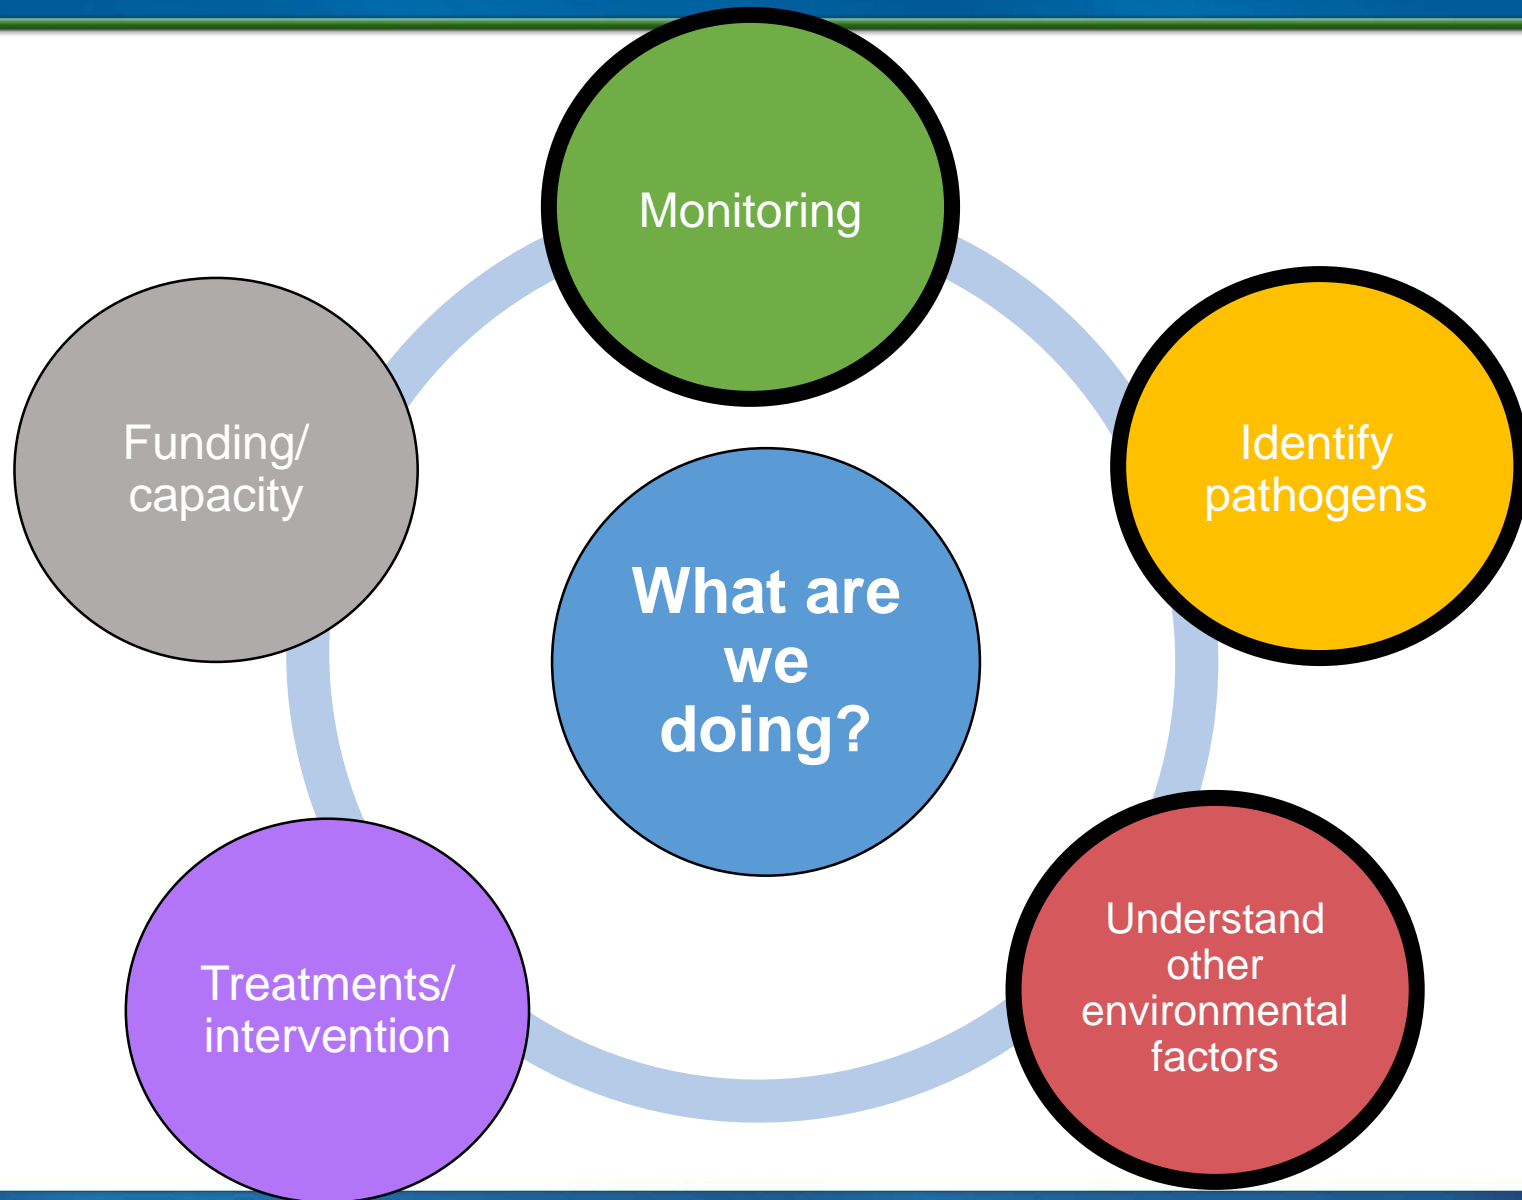 Monitoring
Identify
pathogens
Understand
other
environmental
factors
Treatments/
intervention
Funding/
capacity
What are
we
doing?